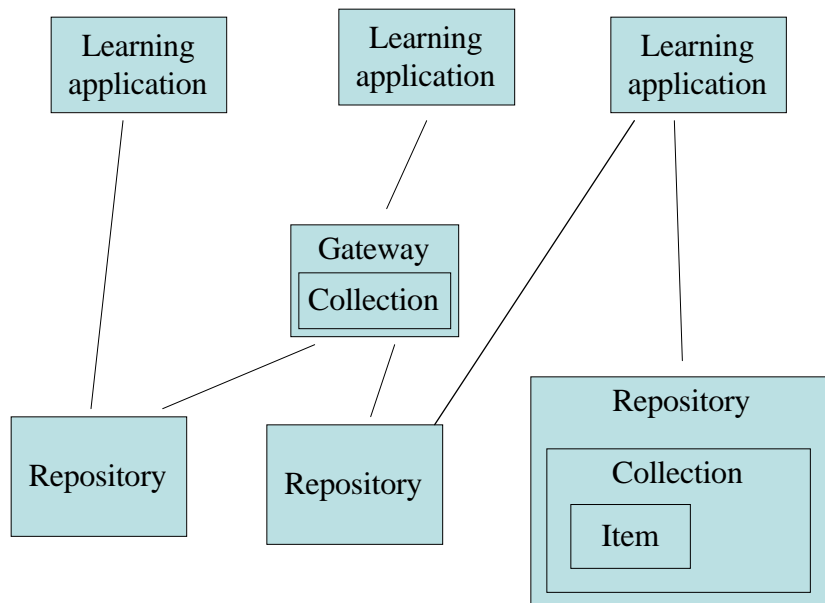 Learning
application
Learning
application
Learning
application
Gateway
Collection
Repository
Repository
Repository
Collection
Item